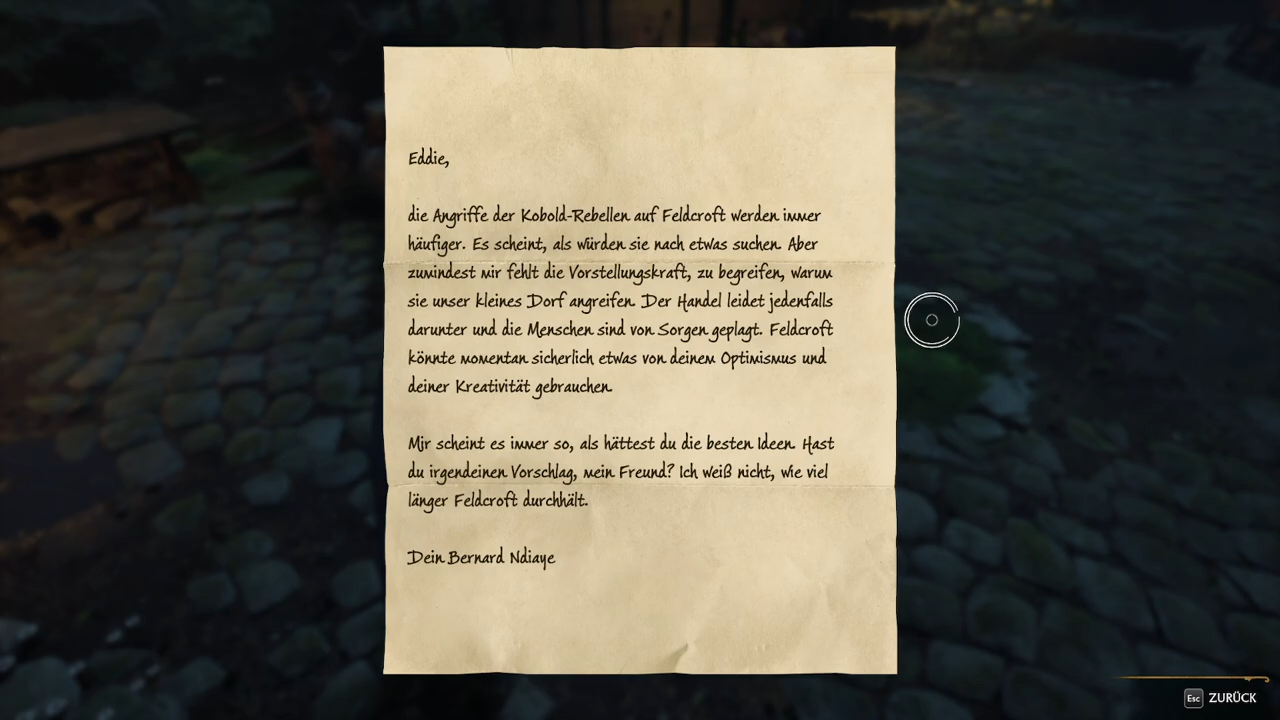 Eddie,
die Angriffe der Kobold-Rebellen auf Feldcroft werden immer
häufiger. Es scheint, als würden sie nach etwas suchen. Aber
zumindest mir fehlt die Vorstellungskraft, zu begreifen, warum
sie unser kleines Dorf angreifen. Der Handel leidet jedenfalls
darunter und die Menschen sind von Sorgen geplagt. Feldcroft
könnte momentan sicherlich etwas von deinem Optimismus und
deiner Kreativität gebrauchen.
Mir scheint es immer so, als hättest du die besten Ideen. Hast
du irgendeinen Vorschlag, mein Freund? Ich weiß nicht, wie viel
länger Feldcroft durchhält.
Dein Bernard Ndiaye
Esc ZURÜCK